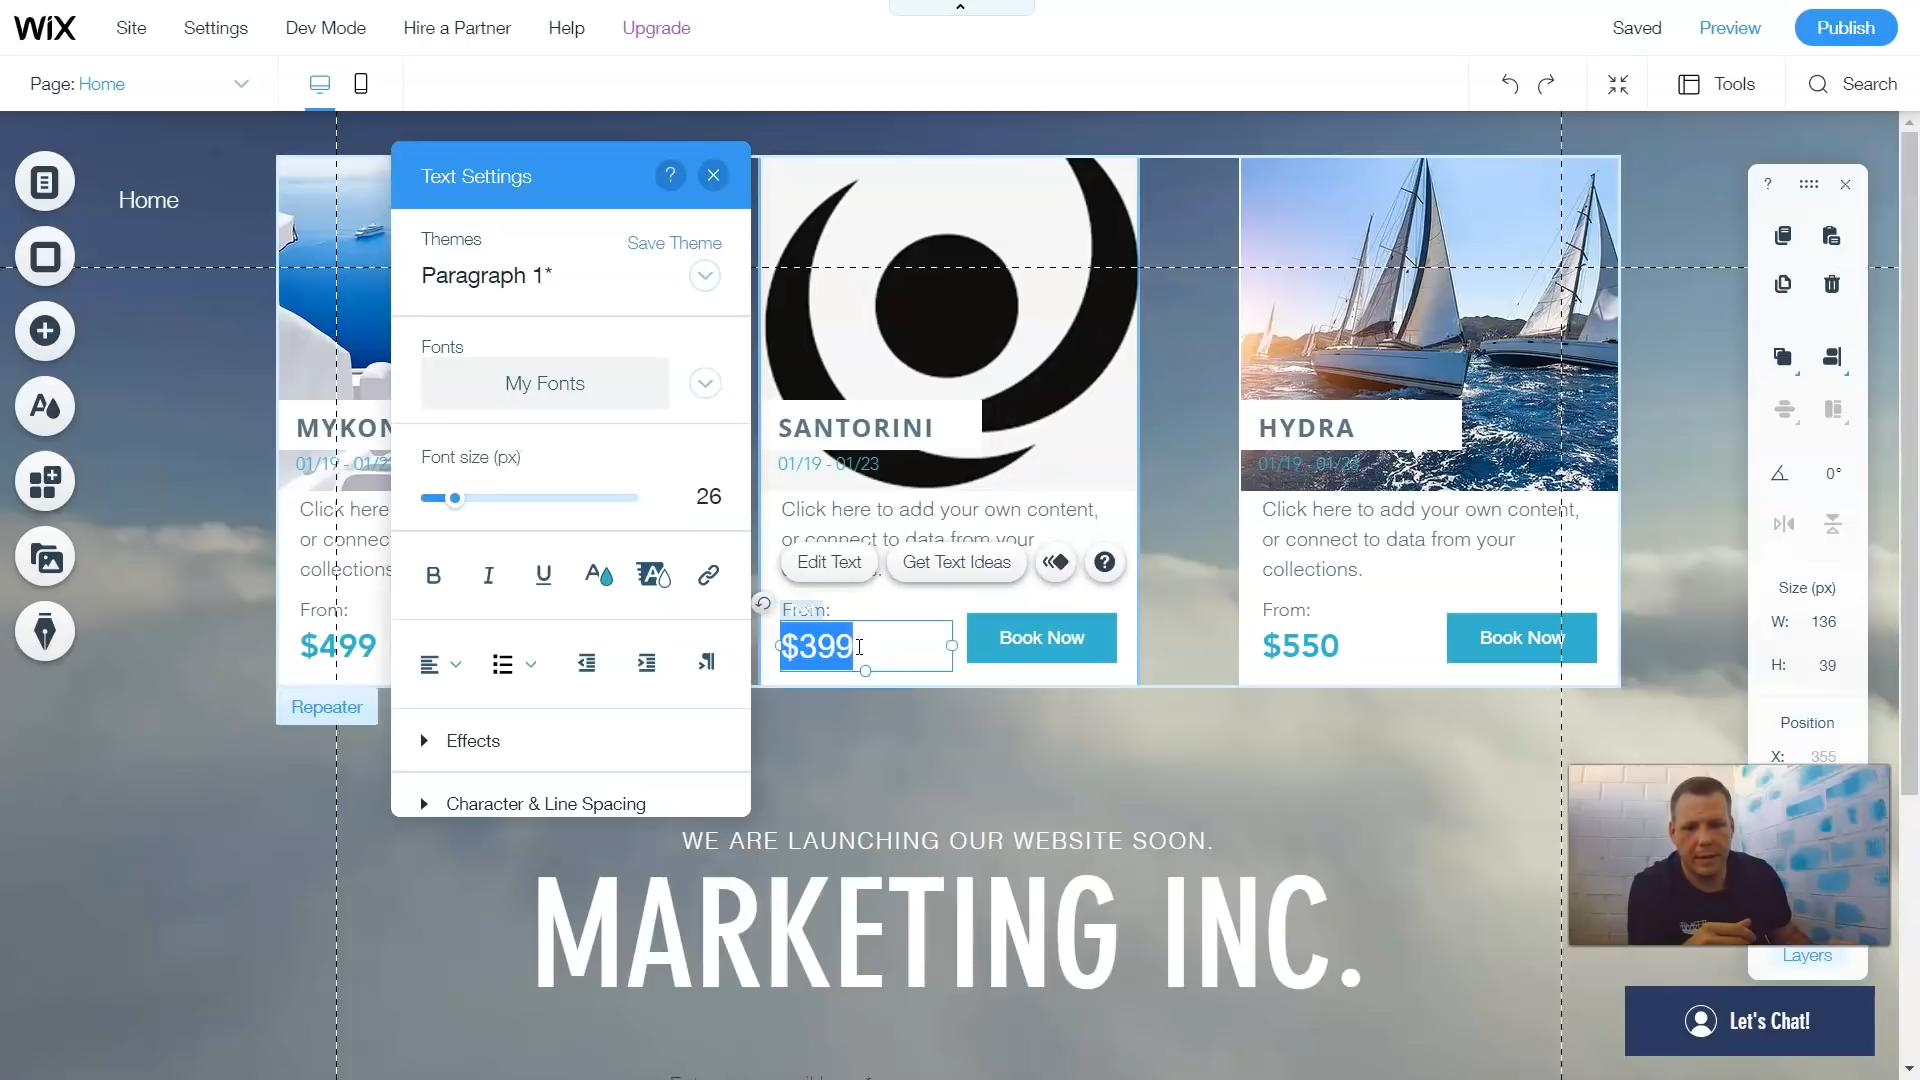 WiX
Site
Settings
Dev Mode
Hire a Partner
Help
Upgrade
Saved
Preview
Publish
Page: Home
Tools
Search
Home
Text Settings
?
Themes
Save Theme
Paragraph 1*
Fonts
My Fonts
Font size (px)
26
B I U
Effects
Character & Line Spacing
MYKON
01/19 - 01/23
Click here
or connec
collections
From:
$499
Repeater
SANTORINI
01/19 - 01/23
Click here to add your own content,
or connect to data from your
Edit Text
Get Text Ideas
?
From:
$399
Book Now
HYDRA
01/19 - 01/23
Click here to add your own content,
or connect to data from your
collections.
From:
$550
Book Now
?
0°
Size (px)
W: 136
H: 39
Position
X: 355
Layers
WE ARE LAUNCHING OUR WEBSITE SOON.
MARKETING INC.
Let's Chat!